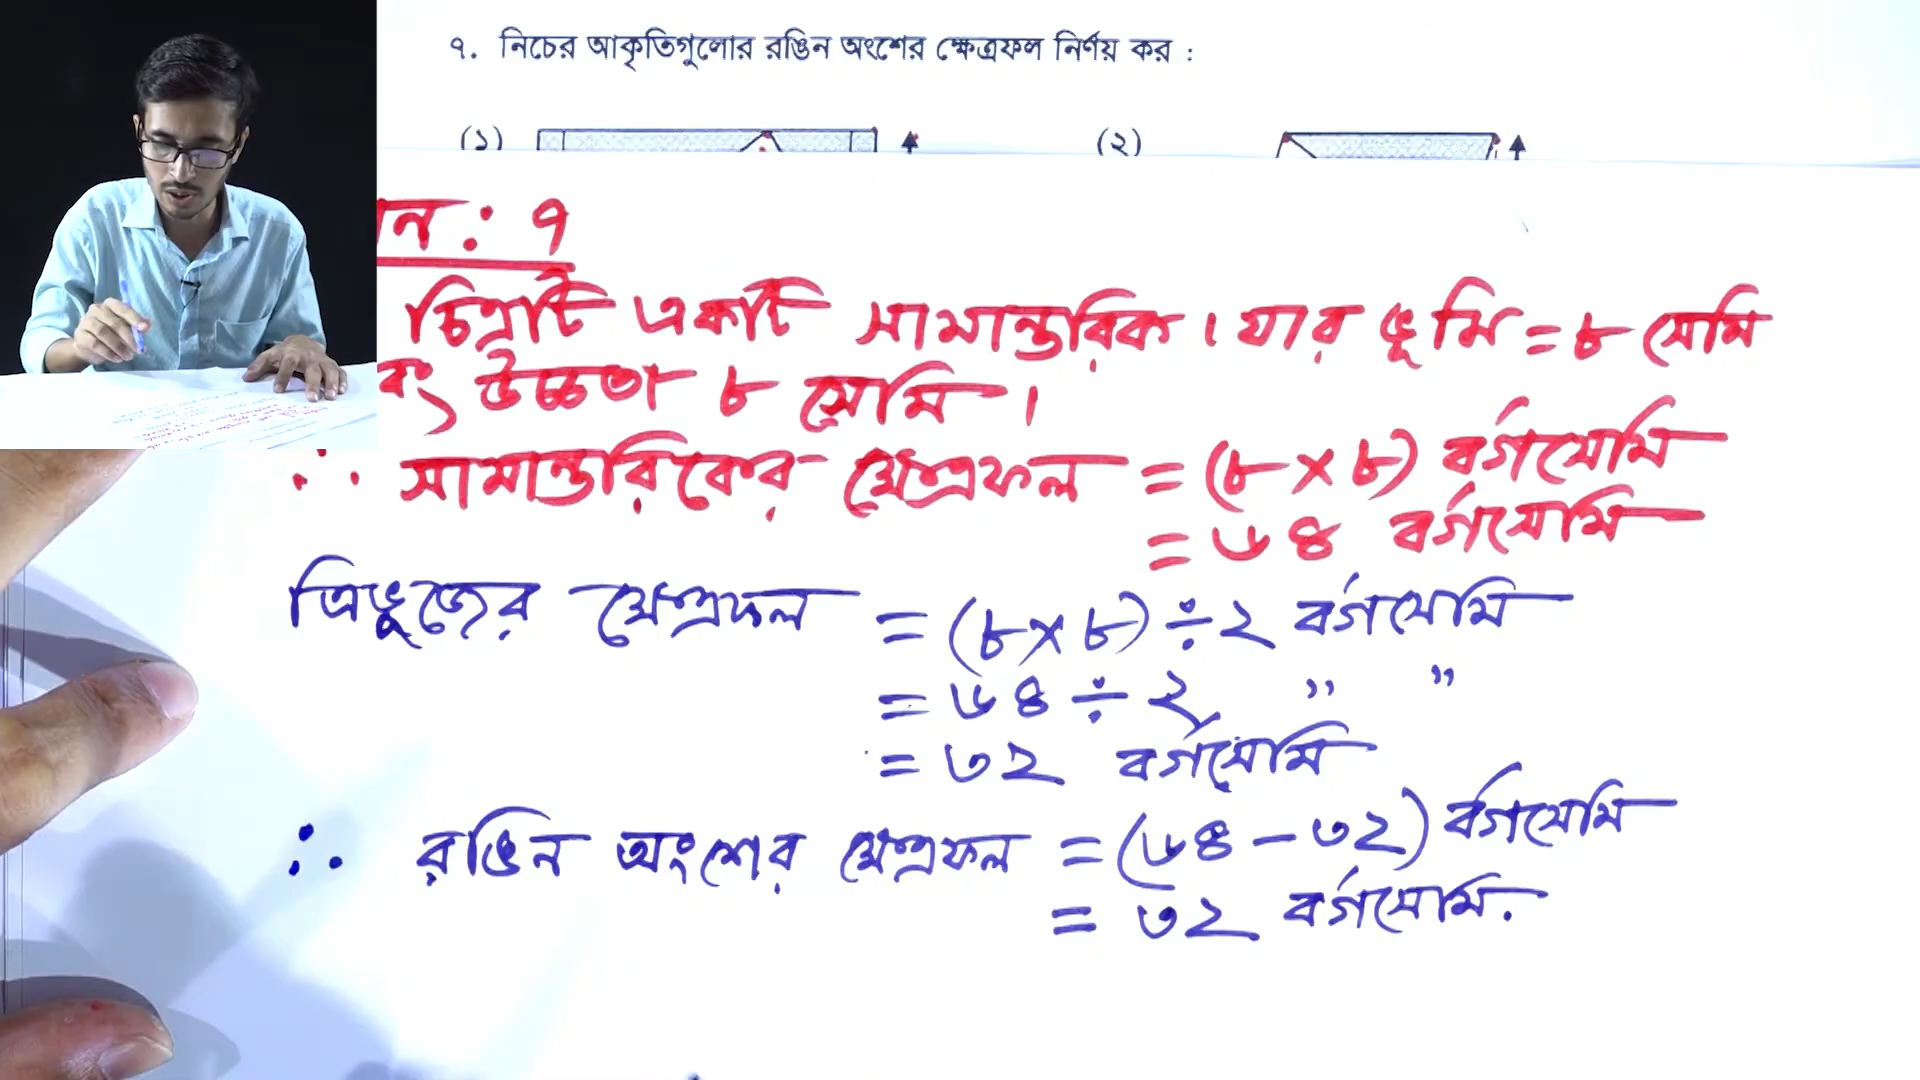 ৭. নিচের আকৃতিগুলোর রঙিন অংশের ক্ষেত্রফল নির্ণয় কর :
(১) (২)
ন : ৭
চিত্রটি একটি সামান্তরিক। যার ভূমি = ৮ সেমি
বং উচ্চতা ৮ সেমি।
∴ সামান্তরিকের ক্ষেত্রফল = (৮ × ৮) বর্গসেমি
= ৬৪ বর্গসেমি
ত্রিভুজের ক্ষেত্রফল = (৮ × ৮) ÷ ২ বর্গসেমি
= ৬৪ ÷ ২ " "
= ৩২ বর্গসেমি
∴ রঙিন অংশের ক্ষেত্রফল = (৬৪ - ৩২) বর্গসেমি
= ৩২ বর্গসেমি.